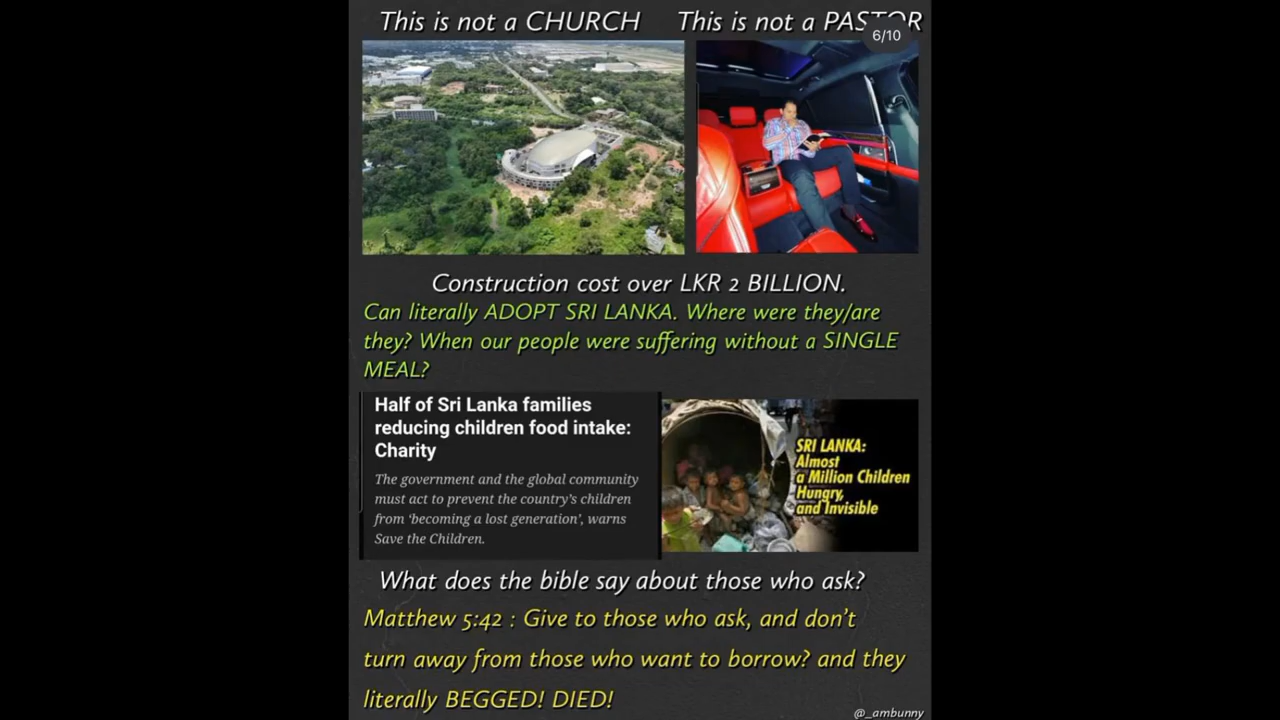 This is not a CHURCH
This is not a PASTOR
6/10
Construction cost over LKR 2 BILLION.
Can literally ADOPT SRI LANKA. Where were they/are
they? When our people were suffering without a SINGLE
MEAL?
Half of Sri Lanka families
reducing children food intake:
Charity
The government and the global community
must act to prevent the country’s children
from ‘becoming a lost generation’, warns
Save the Children.
SRI LANKA:
Almost
a Million Children
Hungry,
and Invisible
What does the bible say about those who ask?
Matthew 5:42 : Give to those who ask, and don’t
turn away from those who want to borrow? and they
literally BEGGED! DIED!
@_ambunny